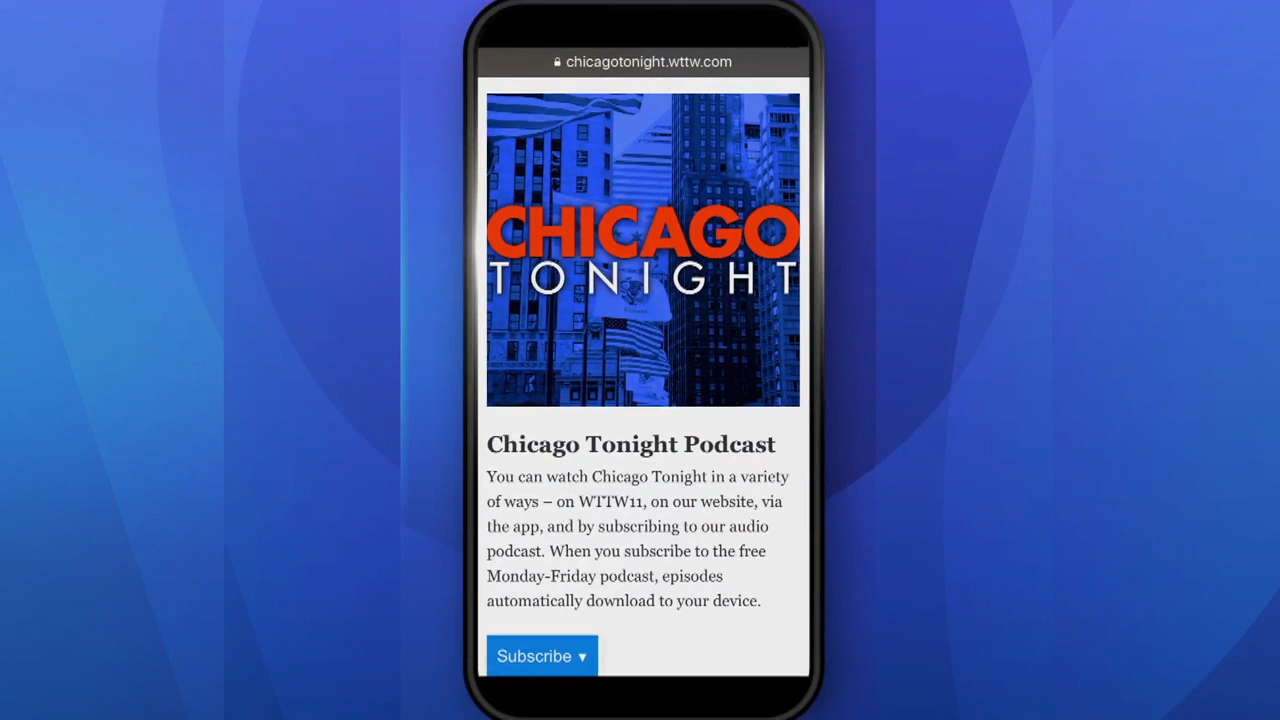 chicagotonight.wttw.com
CHICAGO
TONIGHT
Chicago Tonight Podcast
You can watch Chicago Tonight in a variety
of ways – on WTTW11, on our website, via
the app, and by subscribing to our audio
podcast. When you subscribe to the free
Monday-Friday podcast, episodes
automatically download to your device.
Subscribe ▾